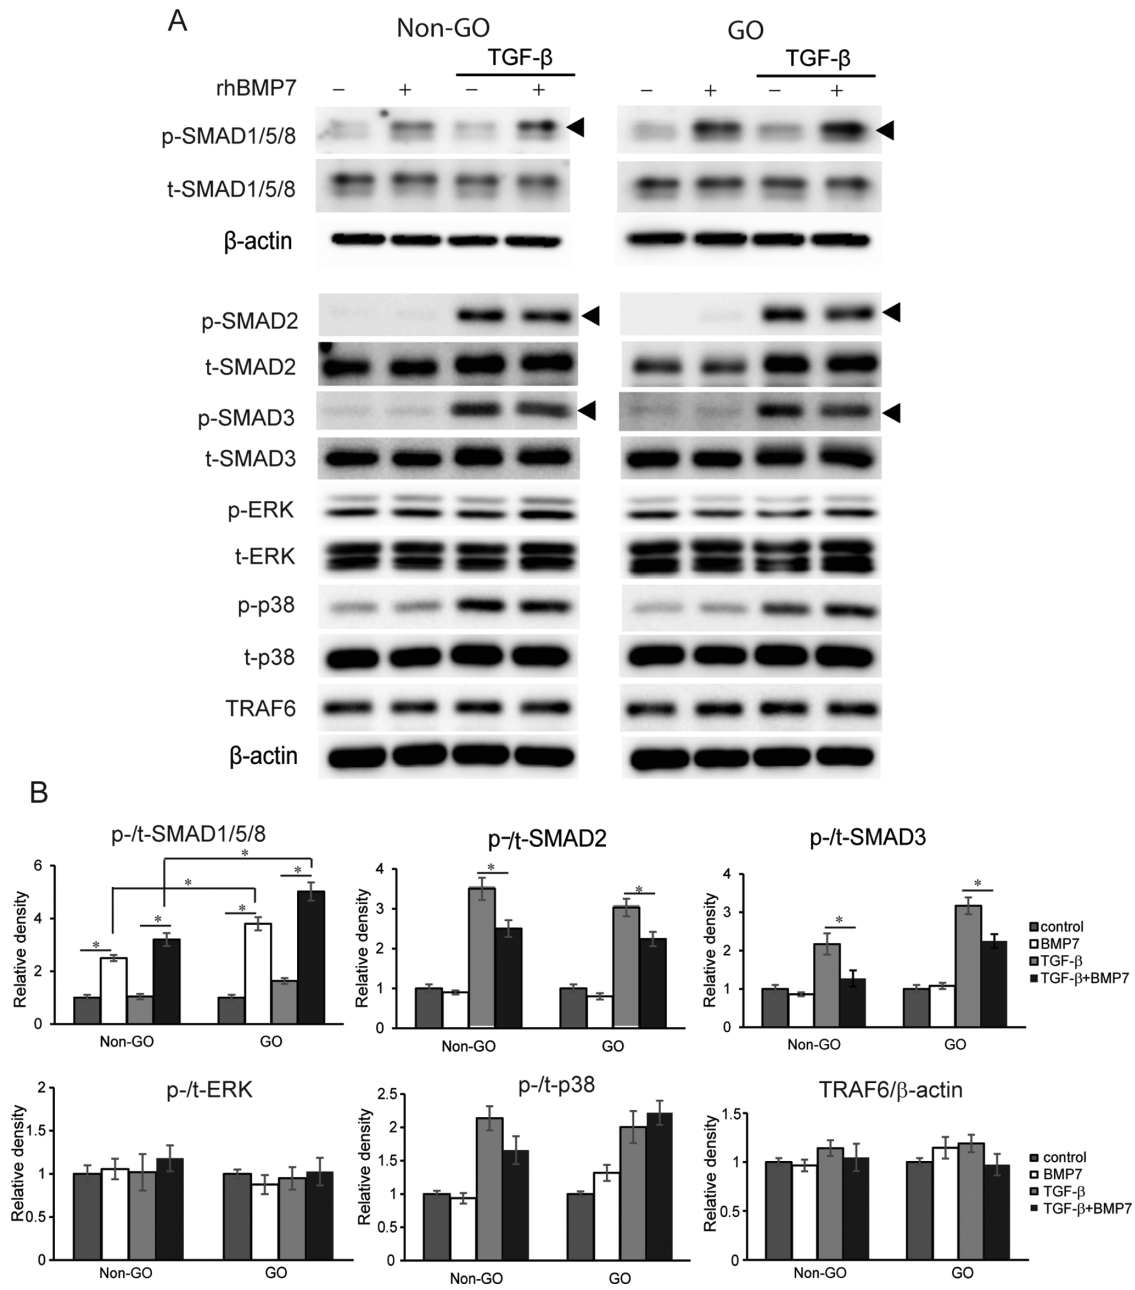 A
Non-GO GO
TGF-β TGF-β
rhBMP7 – + – + – + – +
p-SMAD1/5/8
t-SMAD1/5/8
β-actin
p-SMAD2
t-SMAD2
p-SMAD3
t-SMAD3
p-ERK
t-ERK
p-p38
t-p38
TRAF6
β-actin
B
p-/t-SMAD1/5/8
Relative density
6
4
2
0
* * * * * *
Non-GO GO
p-/t-SMAD2
Relative density
4
3
2
1
0
* *
Non-GO GO
p-/t-SMAD3
Relative density
4
3
2
1
0
* *
Non-GO GO
control
BMP7
TGF-β
TGF-β+BMP7
p-/t-ERK
Relative density
2
1.5
1
0.5
0
Non-GO GO
p-/t-p38
Relative density
2.5
2
1.5
1
0.5
0
Non-GO GO
TRAF6/β-actin
Relative density
1.5
1
0.5
0
Non-GO GO
control
BMP7
TGF-β
TGF-β+BMP7